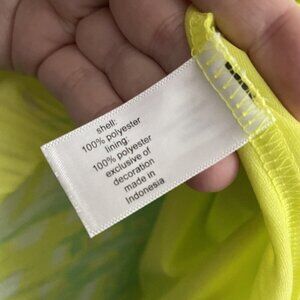 shell:
100% polyester
lining:
100% polyester
exclusive of
decoration
made in
Indonesia